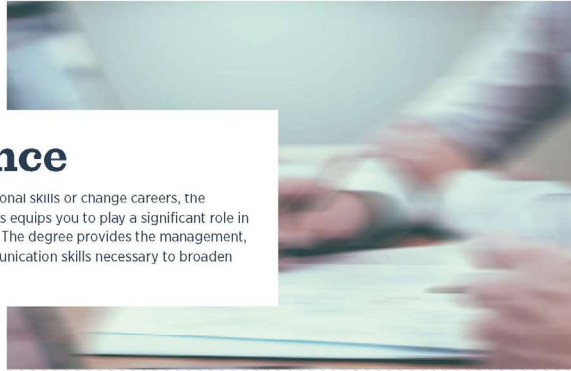 nce
onal skills or change careers, the
s equips you to play a significant role in
The degree provides the management,
unication skills necessary to broaden